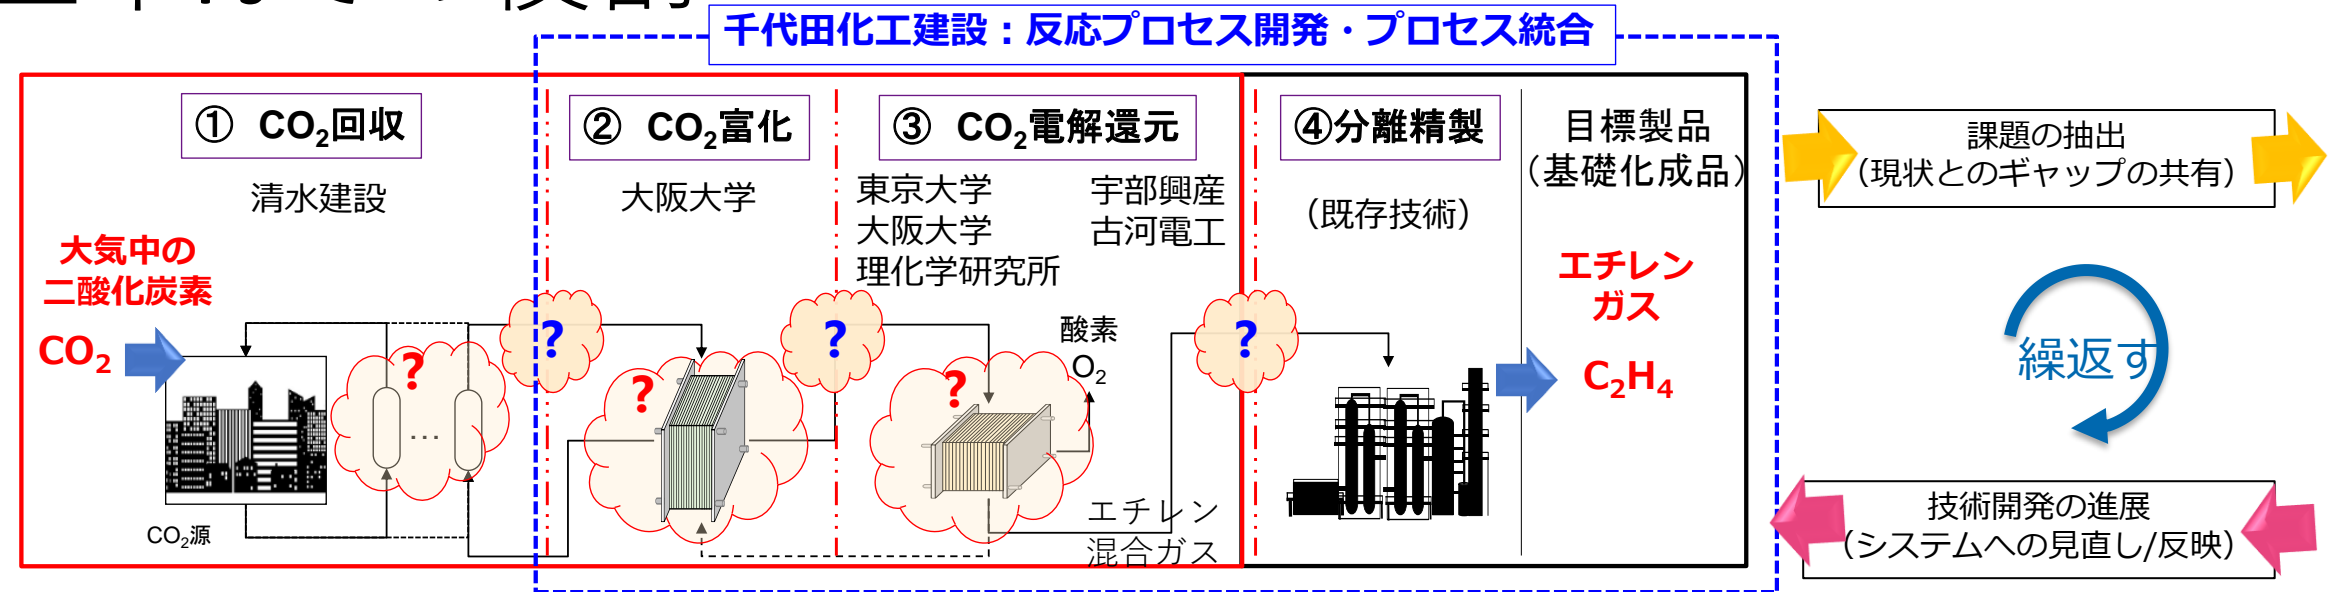 千代田化工建設：反応プロセス開発・プロセス統合
① CO₂回収
清水建設
大気中の
二酸化炭素
CO₂
?
CO₂源
?
② CO₂富化
大阪大学
?
?
③ CO₂電解還元
東京大学
大阪大学
理化学研究所
宇部興産
古河電工
?
酸素
O₂
エチレン
混合ガス
?
④分離精製
（既存技術）
目標製品
（基礎化成品）
エチレン
ガス
C₂H₄
課題の抽出
（現状とのギャップの共有）
繰返す
技術開発の進展
（システムへの見直し/反映）